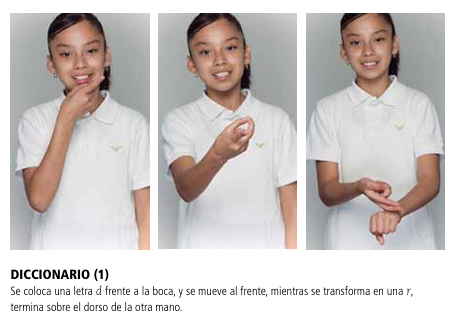 DICCIONARIO (1)
Se coloca una letra d frente a la boca, y se mueve al frente, mientras se transforma en una r,
termina sobre el dorso de la otra mano.